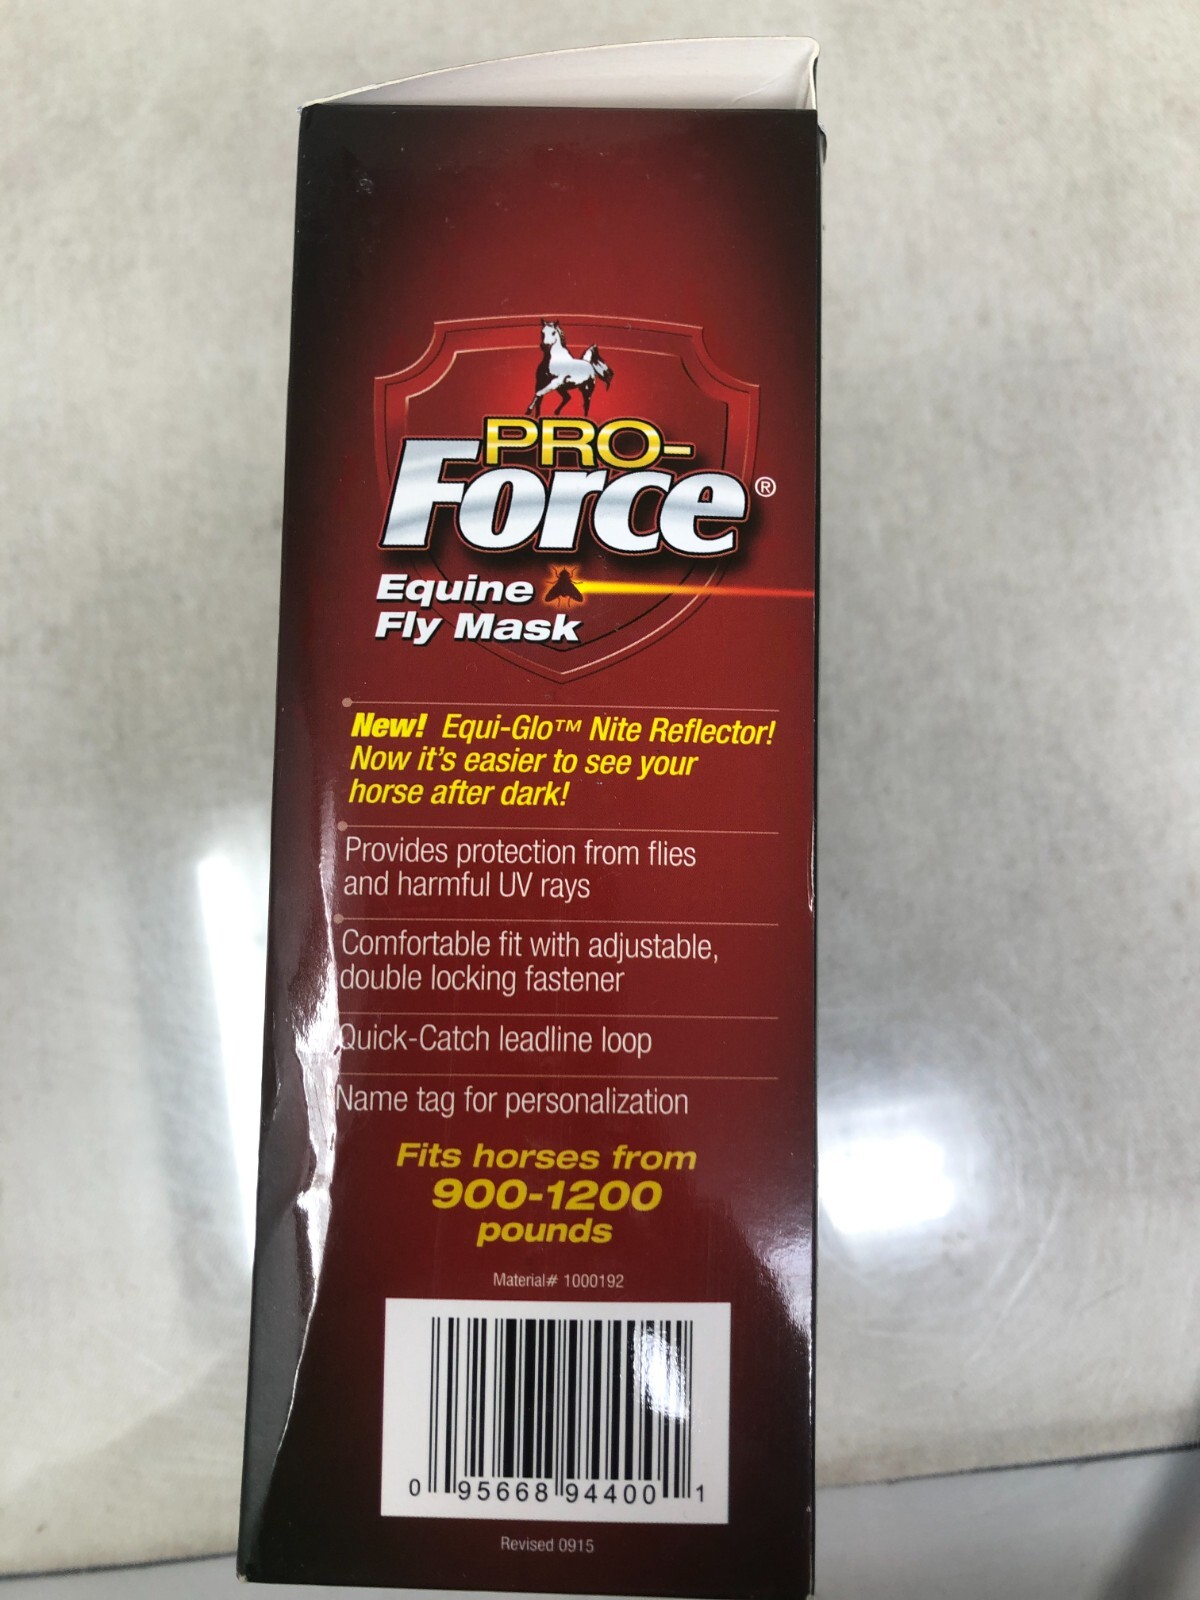 PRO-
Force®
Equine
Fly Mask
New! Equi-Glo™ Nite Reflector!
Now it's easier to see your
horse after dark!
Provides protection from flies
and harmful UV rays
Comfortable fit with adjustable,
double locking fastener
Quick-Catch leadline loop
Name tag for personalization
Fits horses from
900-1200
pounds
Material# 1000192
0 95668 94400 1
Revised 0915